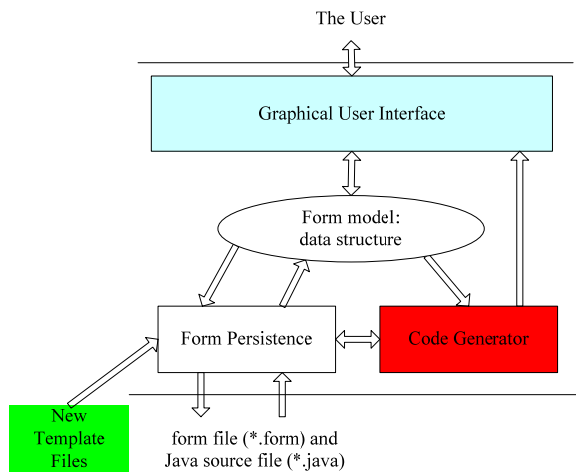 The User
Graphical User Interface
Form model:
data structure
Form Persistence
Code Generator
New
Template
Files
form file (*.form) and
Java source file (*.java)